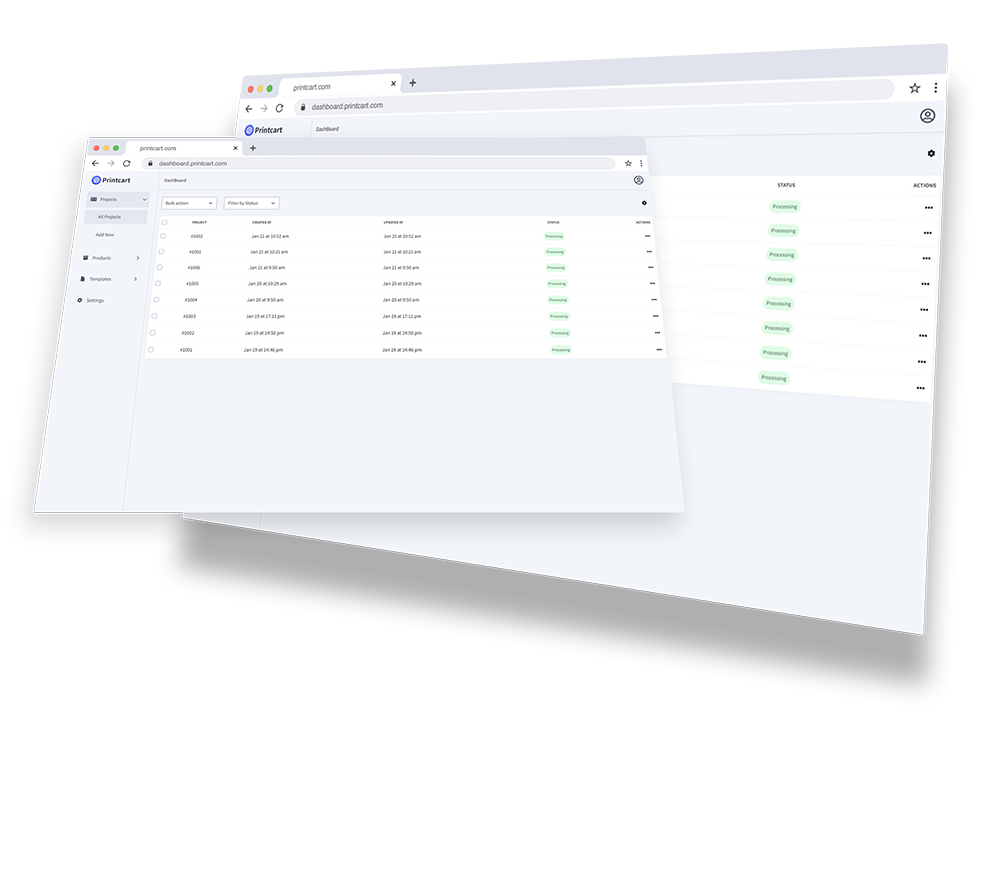 printcart.com
dashboard.printcart.com
Printcart DashBoard
STATUS ACTIONS
Processing
Processing
Processing
Processing
Processing
Processing
Processing
Processing
printcart.com
dashboard.printcart.com
Printcart DashBoard
Projects
All Projects
Add New
Products
Templates
Settings
Bulk action Filter by Status
PROJECT CREATED AT UPDATED AT STATUS ACTIONS
#1002 Jan 21 at 10:52 am Jan 21 at 10:52 am Processing
#1001 Jan 21 at 10:21 am Jan 21 at 10:21 am Processing
#1006 Jan 21 at 9:50 am Jan 21 at 9:50 am Processing
#1005 Jan 20 at 10:29 am Jan 20 at 10:29 am Processing
#1004 Jan 20 at 9:50 am Jan 20 at 9:50 am Processing
#1003 Jan 19 at 17:11 pm Jan 19 at 17:11 pm Processing
#1002 Jan 19 at 14:50 pm Jan 19 at 14:50 pm Processing
#1001 Jan 19 at 14:46 pm Jan 19 at 14:46 pm Processing